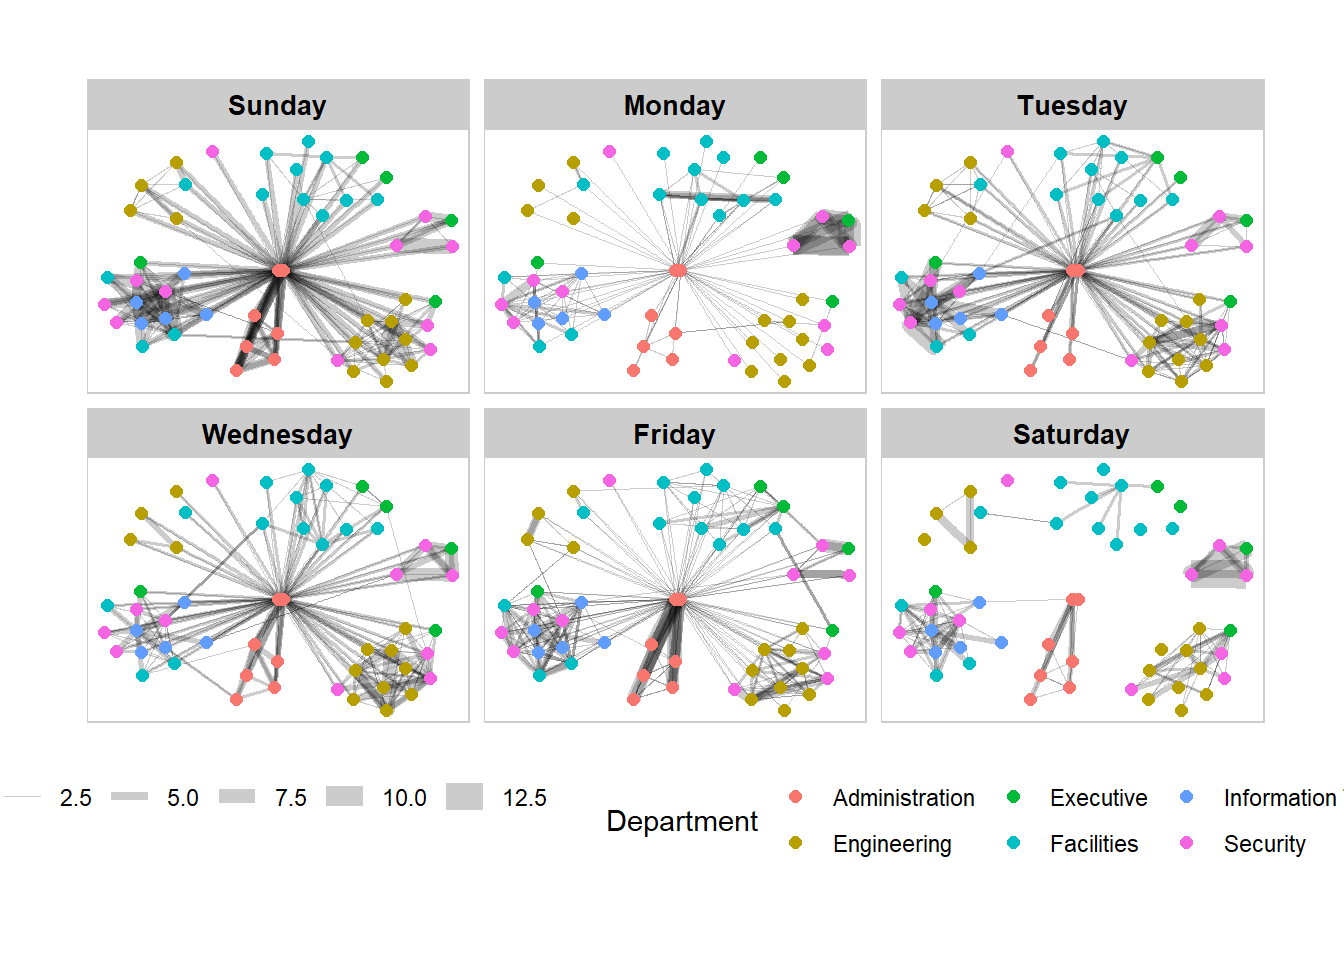 Sunday Monday Tuesday
Wednesday Friday Saturday
2.5 5.0 7.5 10.0 12.5
Department
Administration Executive Information
Engineering Facilities Security